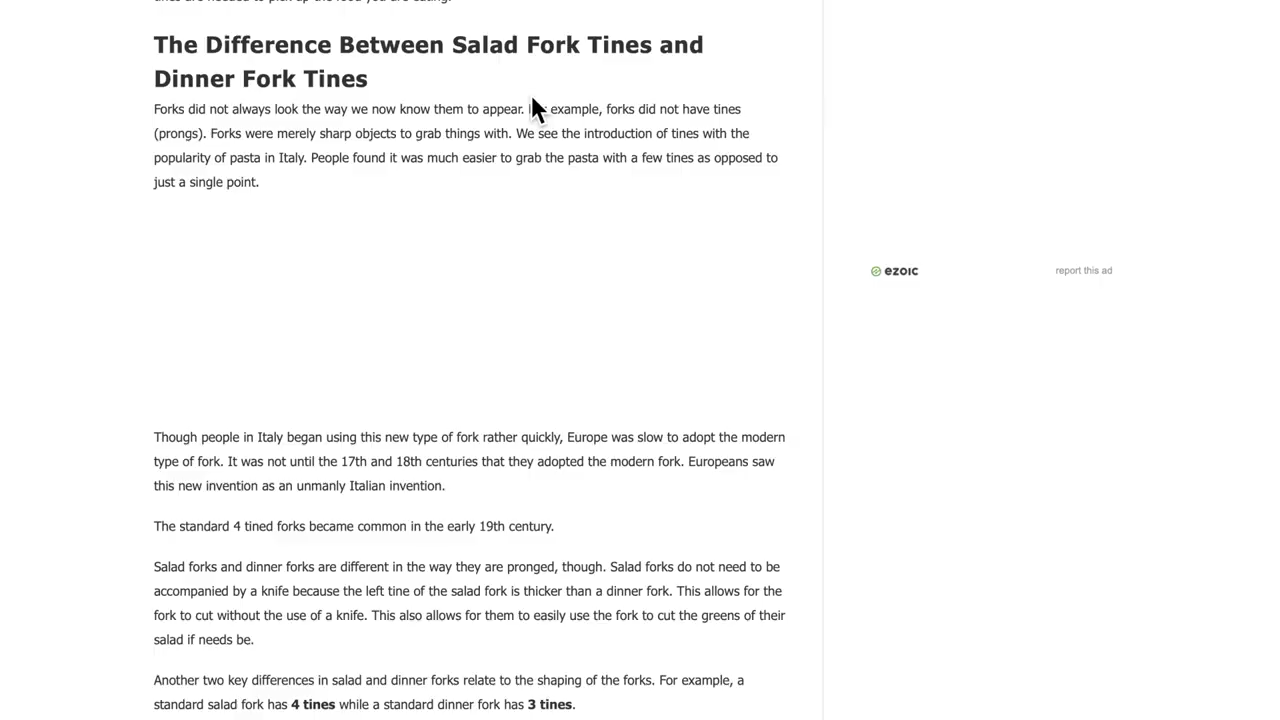 The Difference Between Salad Fork Tines and
Dinner Fork Tines
Forks did not always look the way we now know them to appear. example, forks did not have tines
(prongs). Forks were merely sharp objects to grab things with. We see the introduction of tines with the
popularity of pasta in Italy. People found it was much easier to grab the pasta with a few tines as opposed to
just a single point.
ezoic
report this ad
Though people in Italy began using this new type of fork rather quickly, Europe was slow to adopt the modern
type of fork. It was not until the 17th and 18th centuries that they adopted the modern fork. Europeans saw
this new invention as an unmanly Italian invention.
The standard 4 tined forks became common in the early 19th century.
Salad forks and dinner forks are different in the way they are pronged, though. Salad forks do not need to be
accompanied by a knife because the left tine of the salad fork is thicker than a dinner fork. This allows for the
fork to cut without the use of a knife. This also allows for them to easily use the fork to cut the greens of their
salad if needs be.
Another two key differences in salad and dinner forks relate to the shaping of the forks. For example, a
standard salad fork has 4 tines while a standard dinner fork has 3 tines.